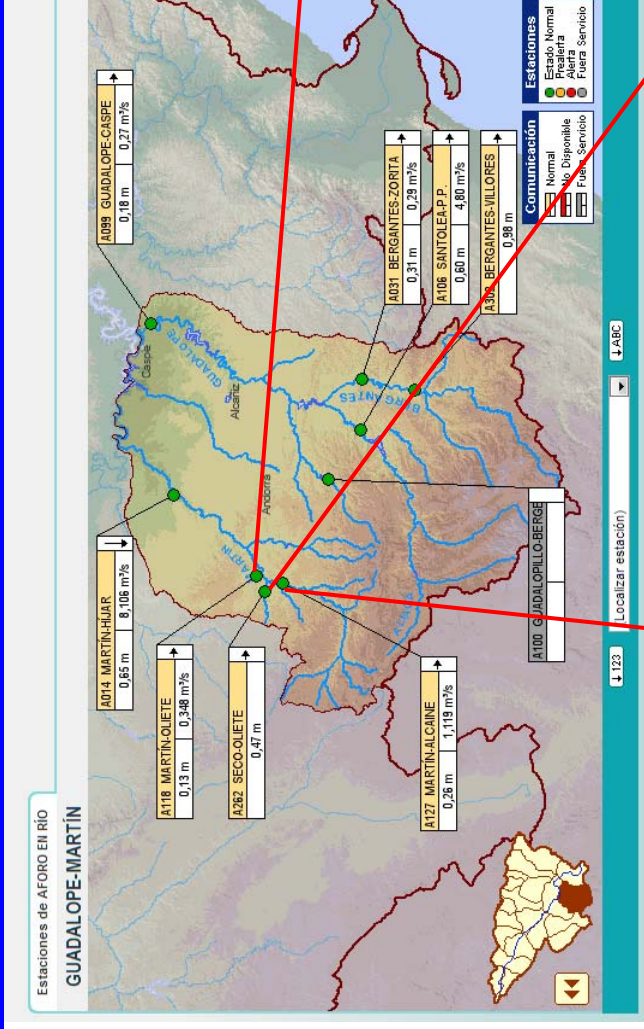 Estaciones de AFORO EN RÍO
GUADALOPE-MARTÍN
A014 MARTÍN-HÍJAR
0,65 m 8,106 m³/s
A118 MARTÍN-OLIETE
0,13 m 0,348 m³/s
A262 SECO-OLIETE
0,47 m
A127 MARTÍN-ALCAINE
0,26 m 1,119 m³/s
A100 GUADALOPILLO-BERGE
A099 GUADALOPE-CASPE
0,18 m 0,27 m³/s
A031 BERGANTES-ZORITA
0,31 m 0,29 m³/s
A106 SANTOLEA-P.P.
0,60 m 4,80 m³/s
BERGANTES-VILLORES
0,98 m
Caspe
Alcañiz
Andorra
GUADALOPE
MARTIN
BERGANTES
Comunicación
Normal
No Disponible
Fuera Servicio
Estaciones
Estado Normal
Prealerta
Alerta
Fuera Servicio
↓ 123
(Localizar estación)
↓ ABC